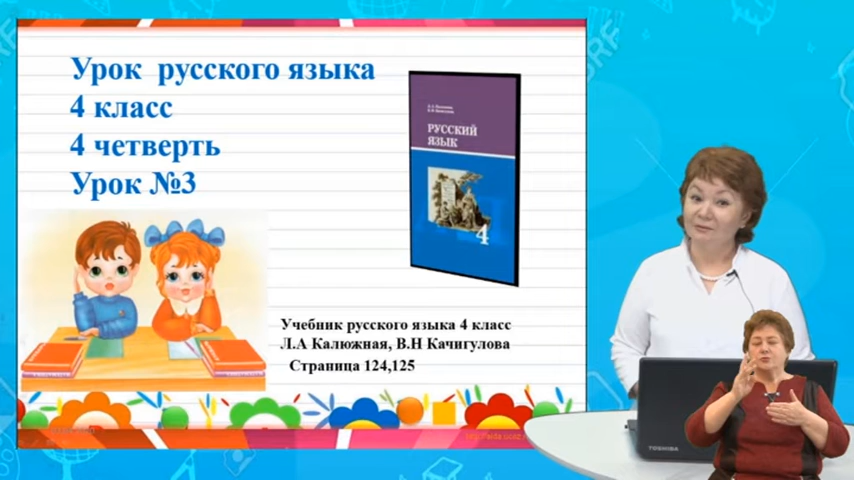 Урок русского языка
4 класс
4 четверть
Урок №3
РУССКИЙ
ЯЗЫК
4
Учебник русского языка 4 класс
Л.А Калюжная, В.Н Качигулова
Страница 124,125
TOSHIBA